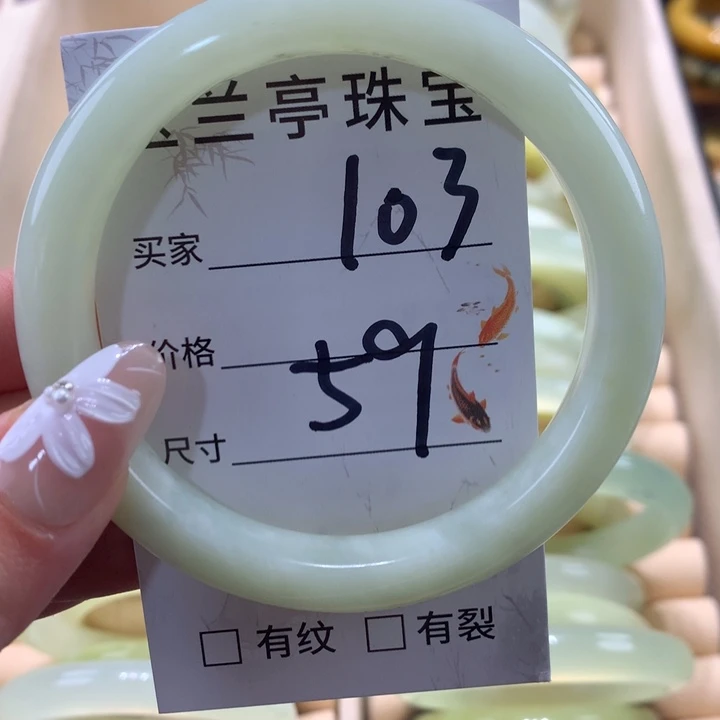 兰亭珠宝
买家 103
价格
59
尺寸
有纹 有裂